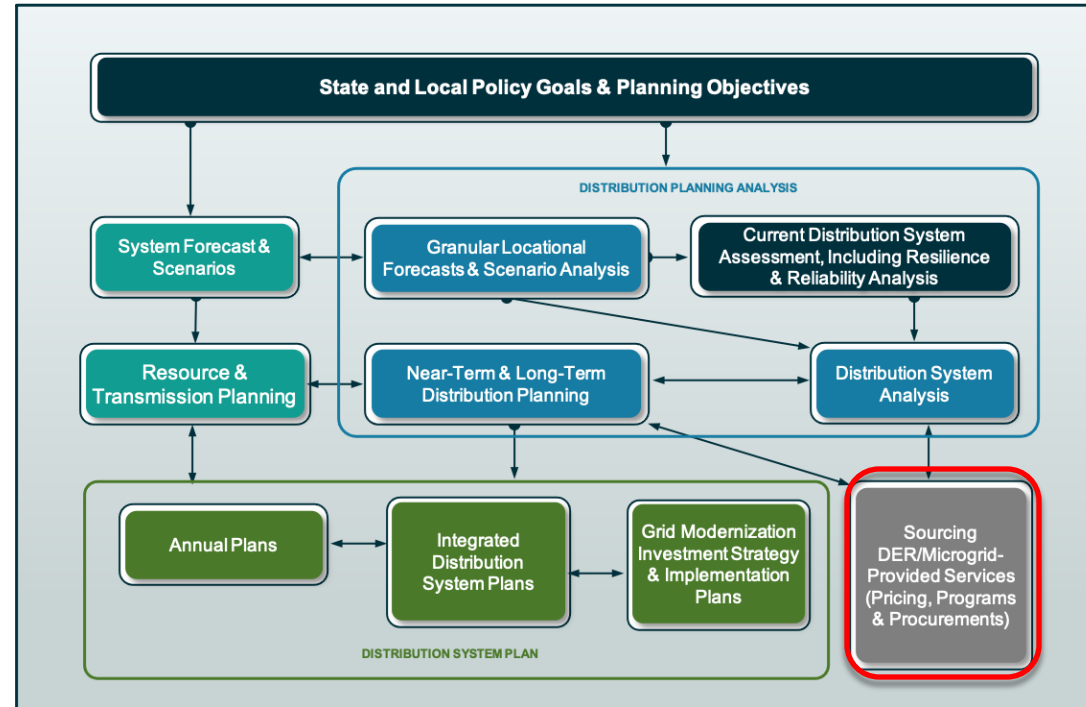 State and Local Policy Goals & Planning Objectives
DISTRIBUTION PLANNING ANALYSIS
System Forecast &
Scenarios
Granular Locational
Forecasts & Scenario Analysis
Current Distribution System
Assessment, Including Resilience
& Reliability Analysis
Resource &
Transmission Planning
Near-Term & Long-Term
Distribution Planning
Distribution System
Analysis
Annual Plans
Integrated
Distribution
System Plans
Grid Modernization
Investment Strategy
& Implementation
Plans
Sourcing
DER/Microgrid-
Provided Services
(Pricing, Programs
& Procurements)
DISTRIBUTION SYSTEM PLAN